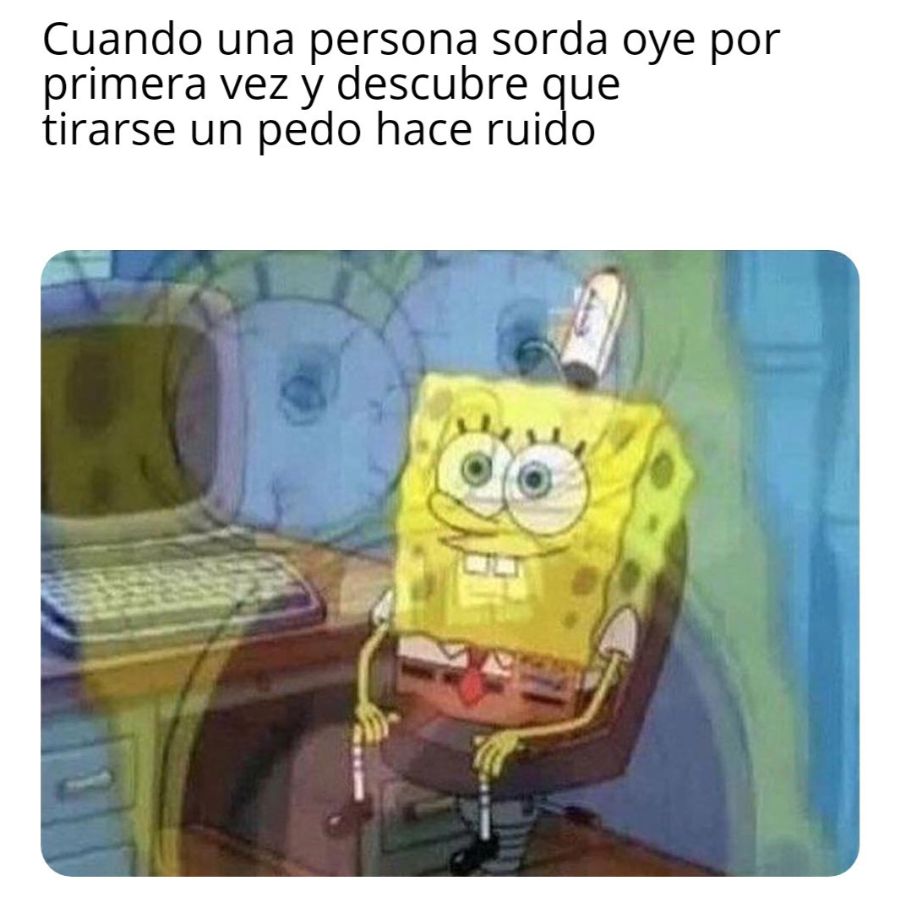 Cuando una persona sorda oye por
primera vez y descubre que
tirarse un pedo hace ruido